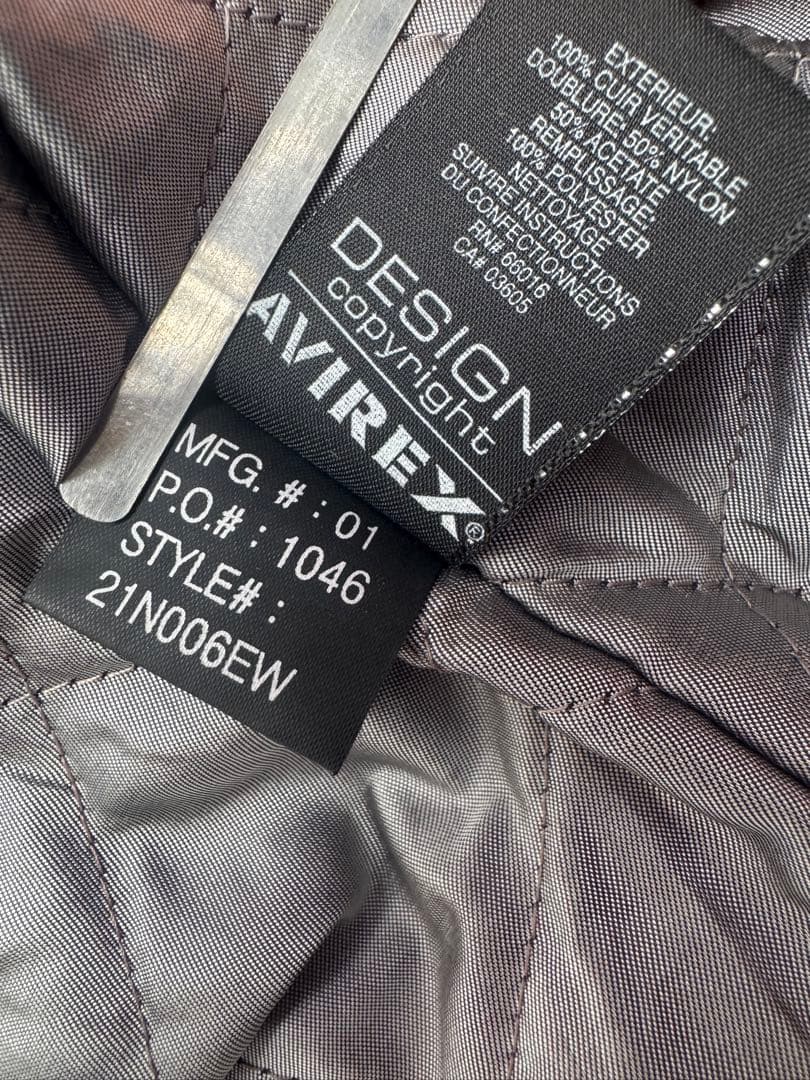 EXTERIEUR:
100% CUIR VERITABLE
DOUBLURE: 50% NYLON
50% ACETATE
REMPLISSAGE:
100% POLYESTER
NETTOYAGE
SUIVRE INSTRUCTIONS
DU CONFECTIONNEUR
RN# 66016
CA# 03605
DESIGN
copyright
AVIREX®
MFG. # : 01
P.O.# : 1046
STYLE# :
21N006EW